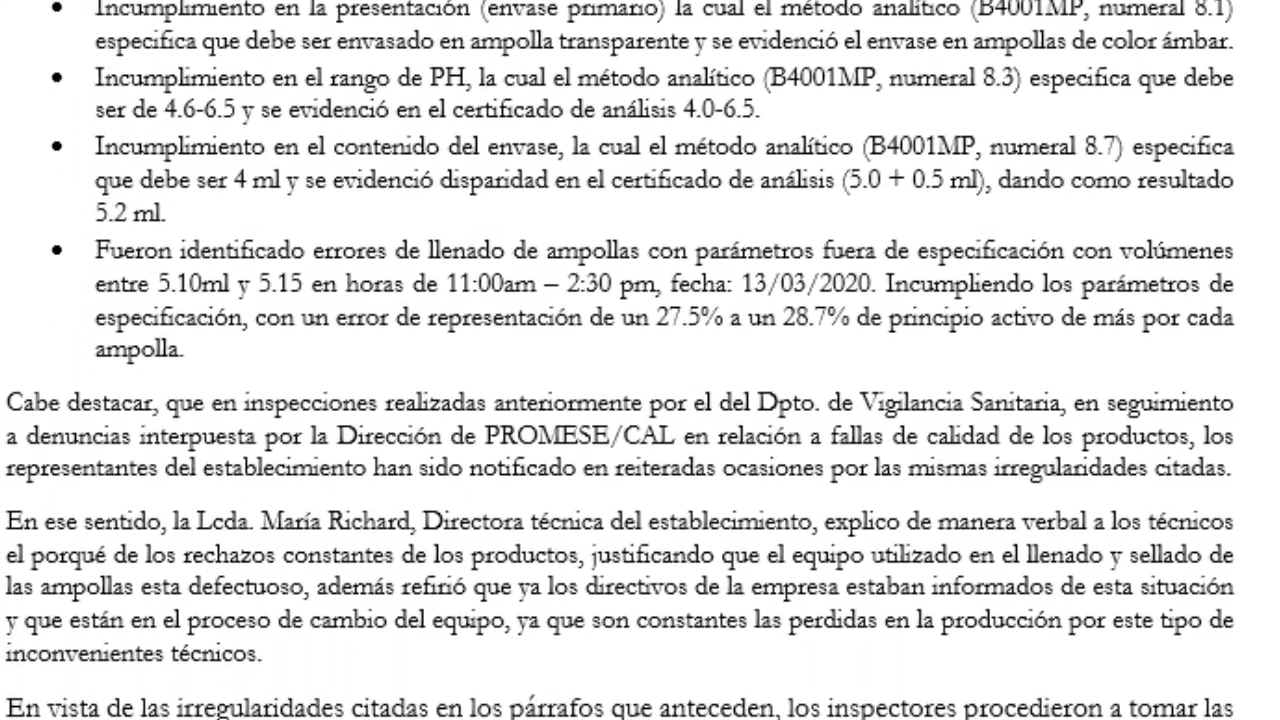 • Incumplimiento en la presentación (envase primario) la cual el método analítico (B4001MP, numeral 8.1)
especifica que debe ser envasado en ampolla transparente y se evidenció el envase en ampollas de color ámbar.
• Incumplimiento en el rango de PH, la cual el método analítico (B4001MP, numeral 8.3) especifica que debe
ser de 4.6-6.5 y se evidenció en el certificado de análisis 4.0-6.5.
• Incumplimiento en el contenido del envase, la cual el método analítico (B4001MP, numeral 8.7) especifica
que debe ser 4 ml y se evidenció disparidad en el certificado de análisis (5.0 + 0.5 ml), dando como resultado
5.2 ml.
• Fueron identificado errores de llenado de ampollas con parámetros fuera de especificación con volúmenes
entre 5.10ml y 5.15 en horas de 11:00am – 2:30 pm, fecha: 13/03/2020. Incumpliendo los parámetros de
especificación, con un error de representación de un 27.5% a un 28.7% de principio activo de más por cada
ampolla.
Cabe destacar, que en inspecciones realizadas anteriormente por el del Dpto. de Vigilancia Sanitaria, en seguimiento
a denuncias interpuesta por la Dirección de PROMESE/CAL en relación a fallas de calidad de los productos, los
representantes del establecimiento han sido notificado en reiteradas ocasiones por las mismas irregularidades citadas.
En ese sentido, la Lcda. María Richard, Directora técnica del establecimiento, explico de manera verbal a los técnicos
el porqué de los rechazos constantes de los productos, justificando que el equipo utilizado en el llenado y sellado de
las ampollas esta defectuoso, además refirió que ya los directivos de la empresa estaban informados de esta situación
y que están en el proceso de cambio del equipo, ya que son constantes las perdidas en la producción por este tipo de
inconvenientes técnicos.
En vista de las irregularidades citadas en los párrafos que anteceden, los inspectores procedieron a tomar las